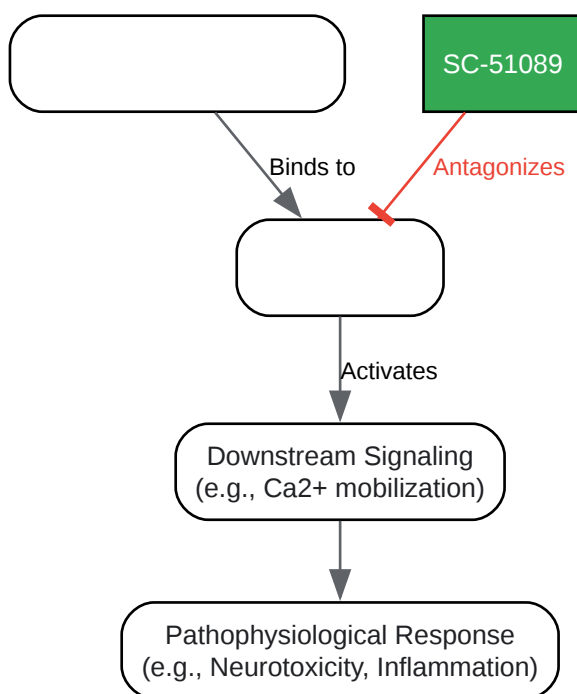 SC-51089
Binds to
Antagonizes
Activates
Downstream Signaling
(e.g., Ca2+ mobilization)
Pathophysiological Response
(e.g., Neurotoxicity, Inflammation)